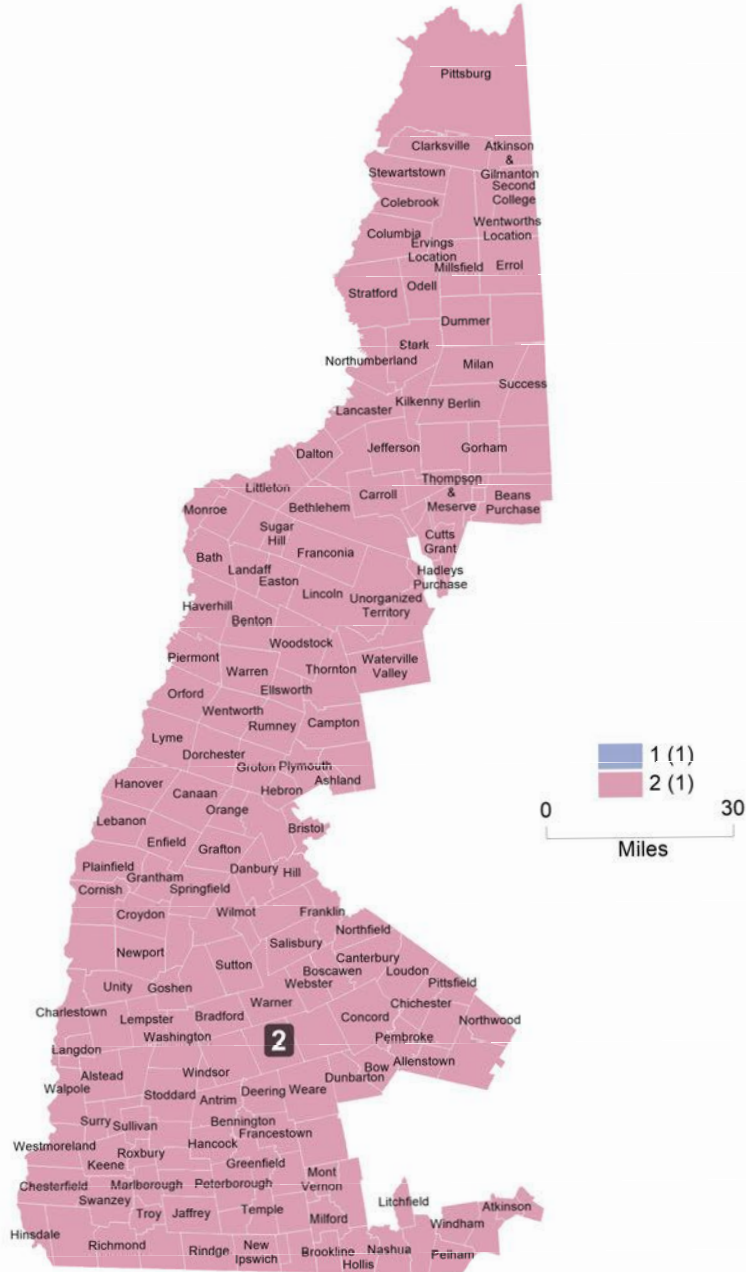 Pittsburg
Clarksville
Atkinson
&
Gilmanton
Second
College
Stewartstown
Colebrook
Wentworths
Location
Columbia
Ervings
Location
Millsfield
Errol
Odell
Stratford
Dummer
Stark
Northumberland
Milan
Success
Kilkenny
Berlin
Lancaster
Jefferson
Gorham
Dalton
Thompson
&
Meserve
Littleton
Carroll
Beans
Purchase
Monroe
Bethlehem
Sugar
Hill
Cutts
Grant
Franconia
Bath
Landaff
Easton
Hadleys
Purchase
Lincoln
Unorganized
Territory
Haverhill
Benton
Woodstock
Piermont
Warren
Thornton
Waterville
Valley
Ellsworth
Orford
Wentworth
Rumney
Campton
Lyme
Dorchester
Groton
Plymouth
Ashland
Hanover
Canaan
Hebron
Orange
Lebanon
Bristol
Enfield
Grafton
Plainfield
Grantham
Danbury
Hill
Cornish
Springfield
Croydon
Wilmot
Franklin
Northfield
Salisbury
Newport
Canterbury
Sutton
Boscawen
Loudon
Webster
Pittsfield
Unity
Goshen
Warner
Chichester
Charlestown
Lempster
Bradford
Concord
Northwood
Washington
2
Pembroke
Langdon
Allenstown
Bow
Alstead
Windsor
Dunbarton
Walpole
Stoddard
Antrim
Deering
Weare
Surry
Sullivan
Bennington
Francestown
Westmoreland
Roxbury
Hancock
Keene
Greenfield
Mont
Vernon
Chesterfield
Marlborough
Peterborough
Swanzey
Litchfield
Atkinson
Troy
Jaffrey
Temple
Milford
Windham
Hinsdale
Richmond
Rindge
New
Ipswich
Brookline
Hollis
Nashua
Pelham
1 (1)
2 (1)
0
30
Miles